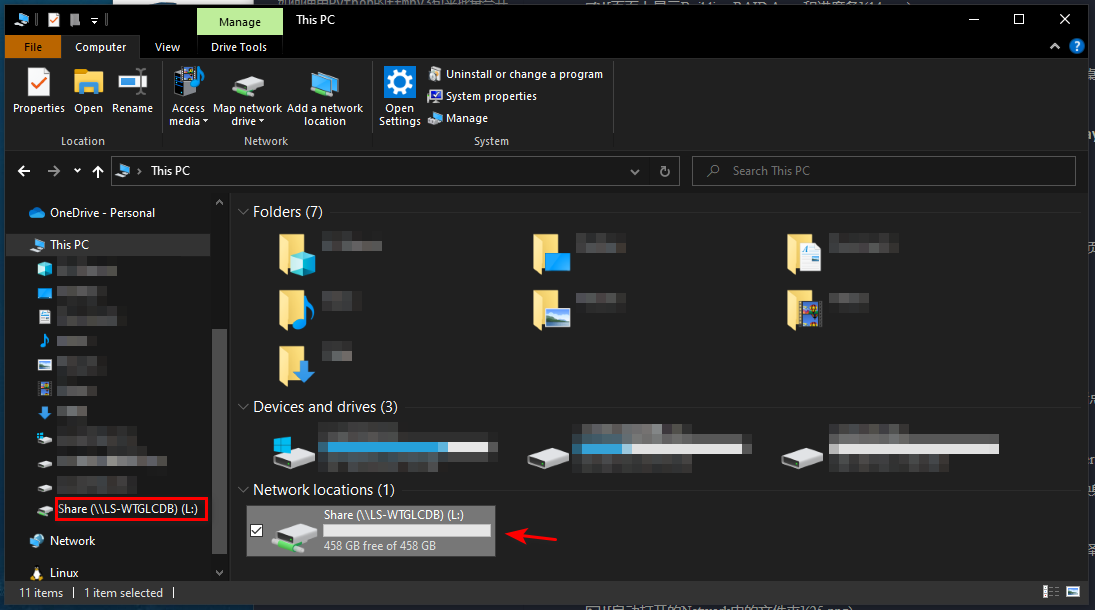 Manage
This PC
File
Computer
View
Drive Tools
Properties
Open
Rename
Access media
Map network drive
Add a network location
Open Settings
Uninstall or change a program
System properties
Manage
Location
Network
System
This PC
Search This PC
OneDrive - Personal
This PC
Share (\\LS-WTGLCDB) (L:)
Network
Linux
Folders (7)
Devices and drives (3)
Network locations (1)
Share (\\LS-WTGLCDB) (L:)
458 GB free of 458 GB
11 items
1 item selected